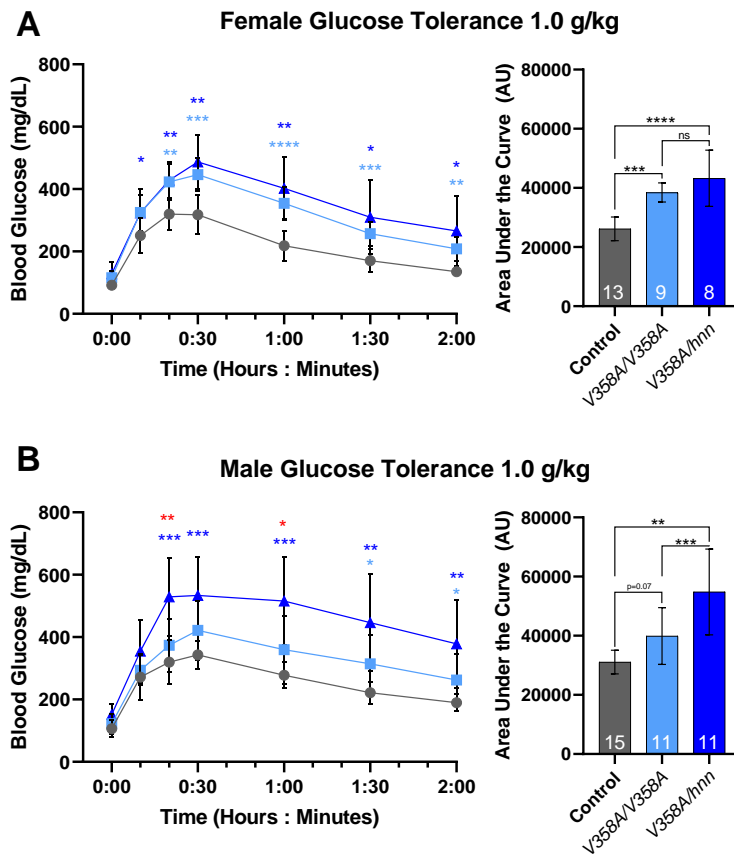 A
Female Glucose Tolerance 1.0 g/kg
Blood Glucose (mg/dL)
800
600
400
200
0
** ** ** * *
* ** *** **** *** **
0:00 0:30 1:00 1:30 2:00
Time (Hours : Minutes)
Area Under the Curve (AU)
80000
60000
40000
20000
0
****
ns
***
13 9 8
Control
V358A/V358A
V358A/hnn
B
Male Glucose Tolerance 1.0 g/kg
Blood Glucose (mg/dL)
800
600
400
200
0
** *
*** *** *** ** **
* *
0:00 0:30 1:00 1:30 2:00
Time (Hours : Minutes)
Area Under the Curve (AU)
80000
60000
40000
20000
0
**
***
p=0.07
15 11 11
Control
V358A/V358A
V358A/hnn